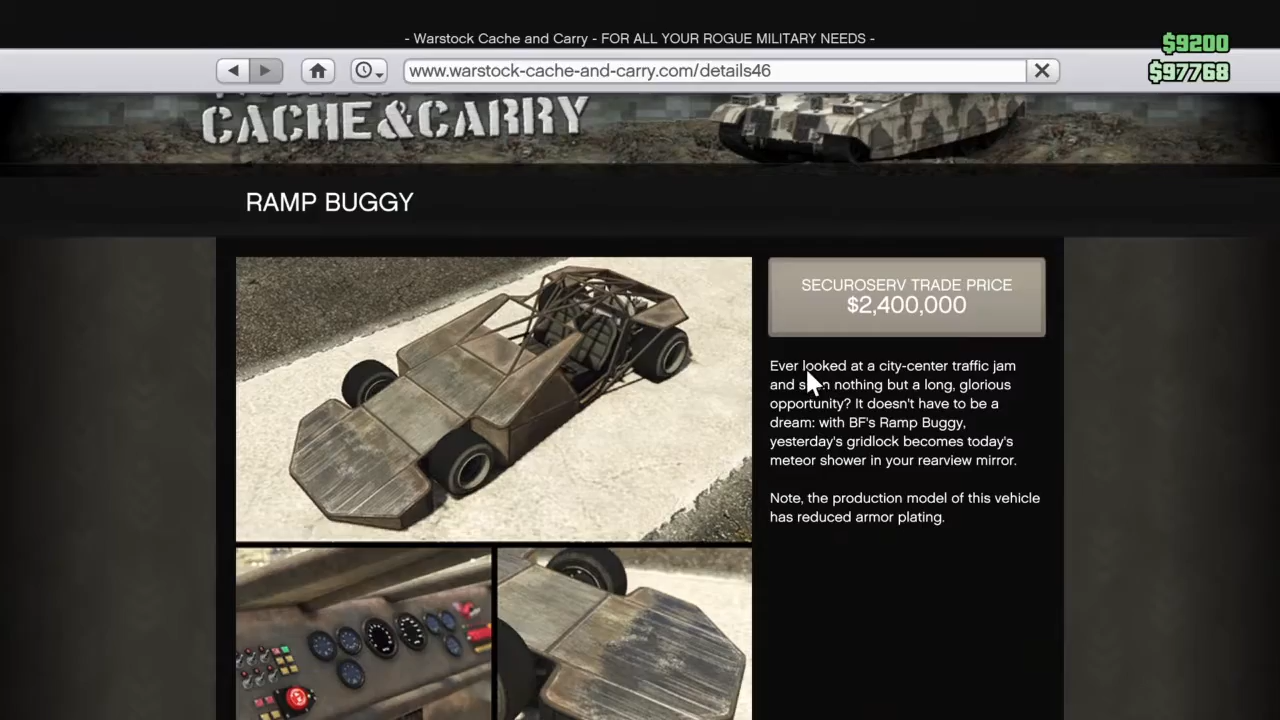 - Warstock Cache and Carry - FOR ALL YOUR ROGUE MILITARY NEEDS -
$9200
www.warstock-cache-and-carry.com/details46
$97768
CACHE&CARRY
RAMP BUGGY
SECUROSERV TRADE PRICE
$2,400,000
Ever looked at a city-center traffic jam
and seen nothing but a long, glorious
opportunity? It doesn't have to be a
dream: with BF's Ramp Buggy,
yesterday's gridlock becomes today's
meteor shower in your rearview mirror.
Note, the production model of this vehicle
has reduced armor plating.